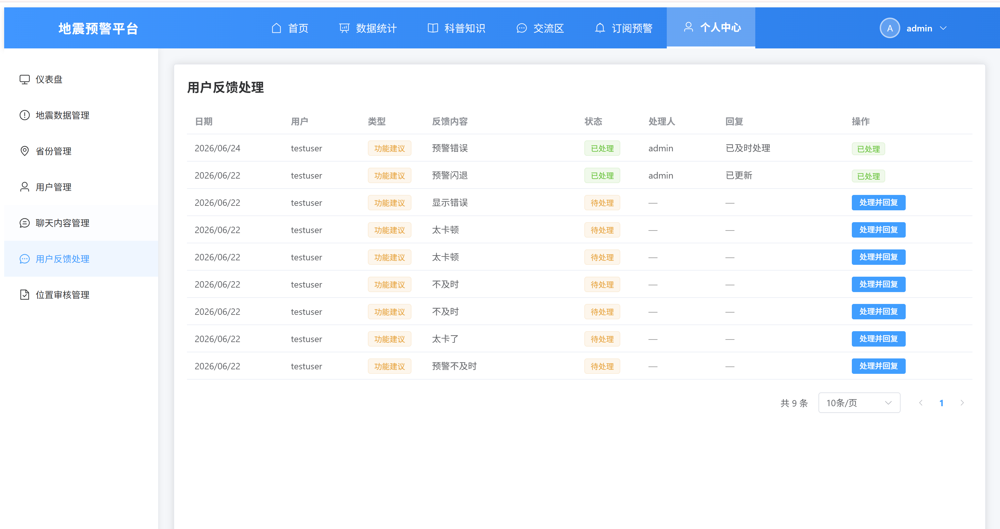 地震预警平台 首页 数据统计 科普知识 交流区 订阅预警 个人中心 A admin
仪表盘
地震数据管理
省份管理
用户管理
聊天内容管理
用户反馈处理
位置审核管理
用户反馈处理
日期 用户 类型 反馈内容 状态 处理人 回复 操作
2026/06/24 testuser 功能建议 预警错误 已处理 admin 已及时处理 已处理
2026/06/22 testuser 功能建议 预警闪退 已处理 admin 已更新 已处理
2026/06/22 testuser 功能建议 显示错误 待处理 — — 处理并回复
2026/06/22 testuser 功能建议 太卡顿 待处理 — — 处理并回复
2026/06/22 testuser 功能建议 太卡顿 待处理 — — 处理并回复
2026/06/22 testuser 功能建议 不及时 待处理 — — 处理并回复
2026/06/22 testuser 功能建议 不及时 待处理 — — 处理并回复
2026/06/22 testuser 功能建议 太卡了 待处理 — — 处理并回复
2026/06/22 testuser 功能建议 预警不及时 待处理 — — 处理并回复
共 9 条 10条/页 1